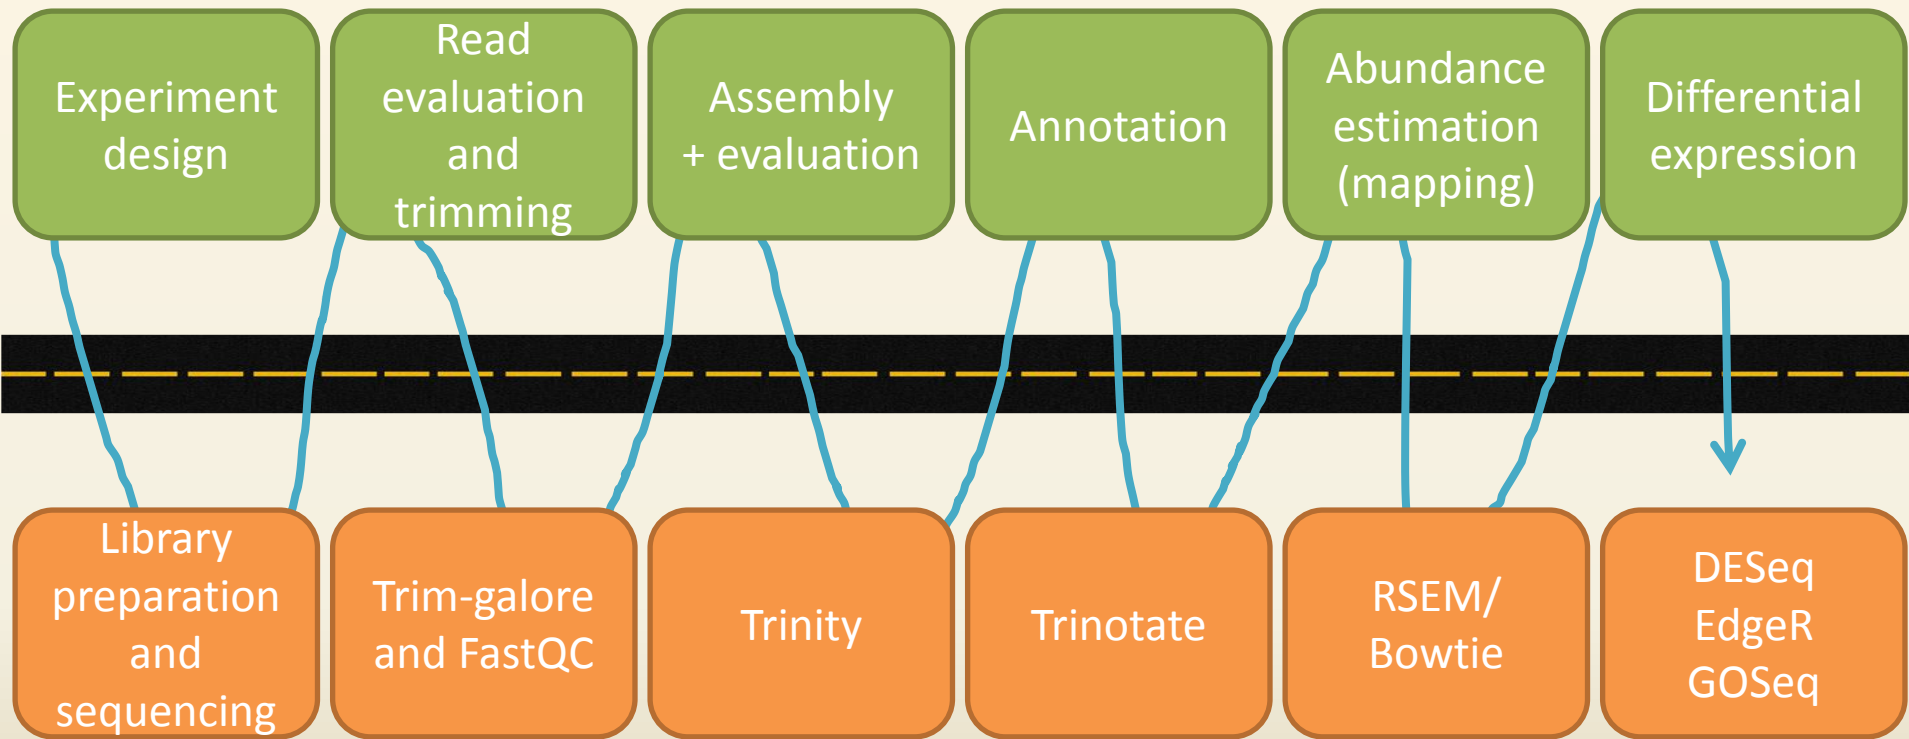 Experiment
design
Read
evaluation
and
trimming
Assembly
+ evaluation
Annotation
Abundance
estimation
(mapping)
Differential
expression
Library
preparation
and
sequencing
Trim-galore
and FastQC
Trinity
Trinotate
RSEM/
Bowtie
DESeq
EdgeR
GOSeq